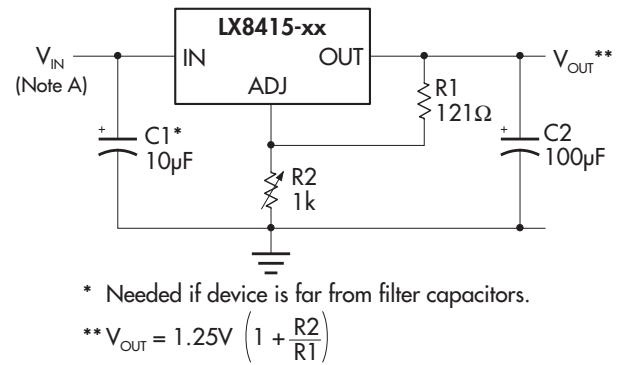 LX8415-xx
IN
OUT
ADJ
V_IN
(Note A)
V_OUT**
R1
121Ω
C1*
10µF
+
R2
1k
C2
100µF
+
* Needed if device is far from filter capacitors.
** V_OUT = 1.25V (1 + R2/R1)